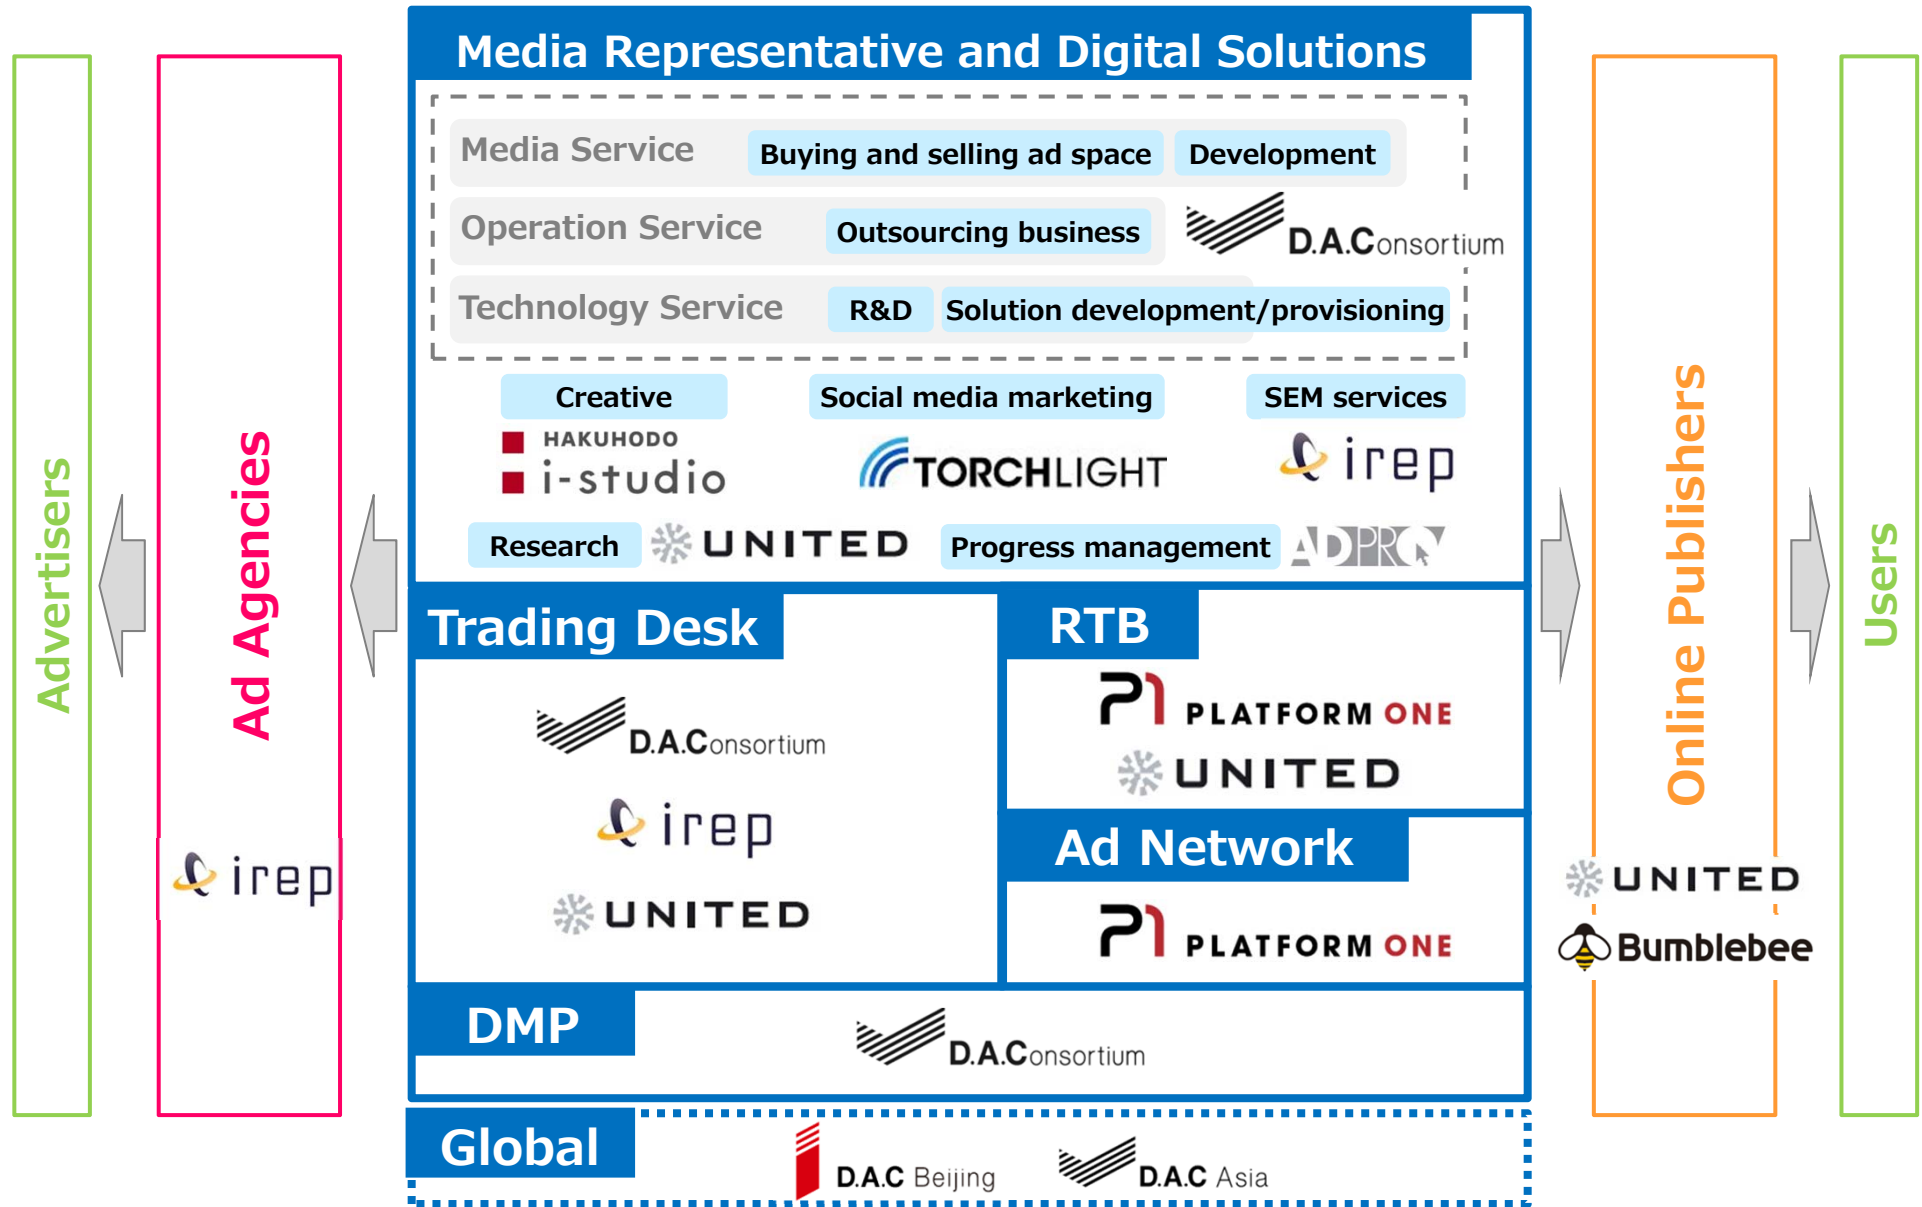 Media Representative and Digital Solutions
Media Service
Buying and selling ad space
Development
Operation Service
Outsourcing business
D.A.Consortium
Technology Service
R&D
Solution development/provisioning
Creative
Social media marketing
SEM services
HAKUHODO
i-studio
TORCHLIGHT
irep
Research
UNITED
Progress management
ADPRO
Trading Desk
D.A.Consortium
irep
UNITED
RTB
P1 PLATFORM ONE
UNITED
Ad Network
P1 PLATFORM ONE
DMP
D.A.Consortium
Global
D.A.C Beijing
D.A.C Asia
Advertisers
Ad Agencies
irep
Online Publishers
UNITED
Bumblebee
Users